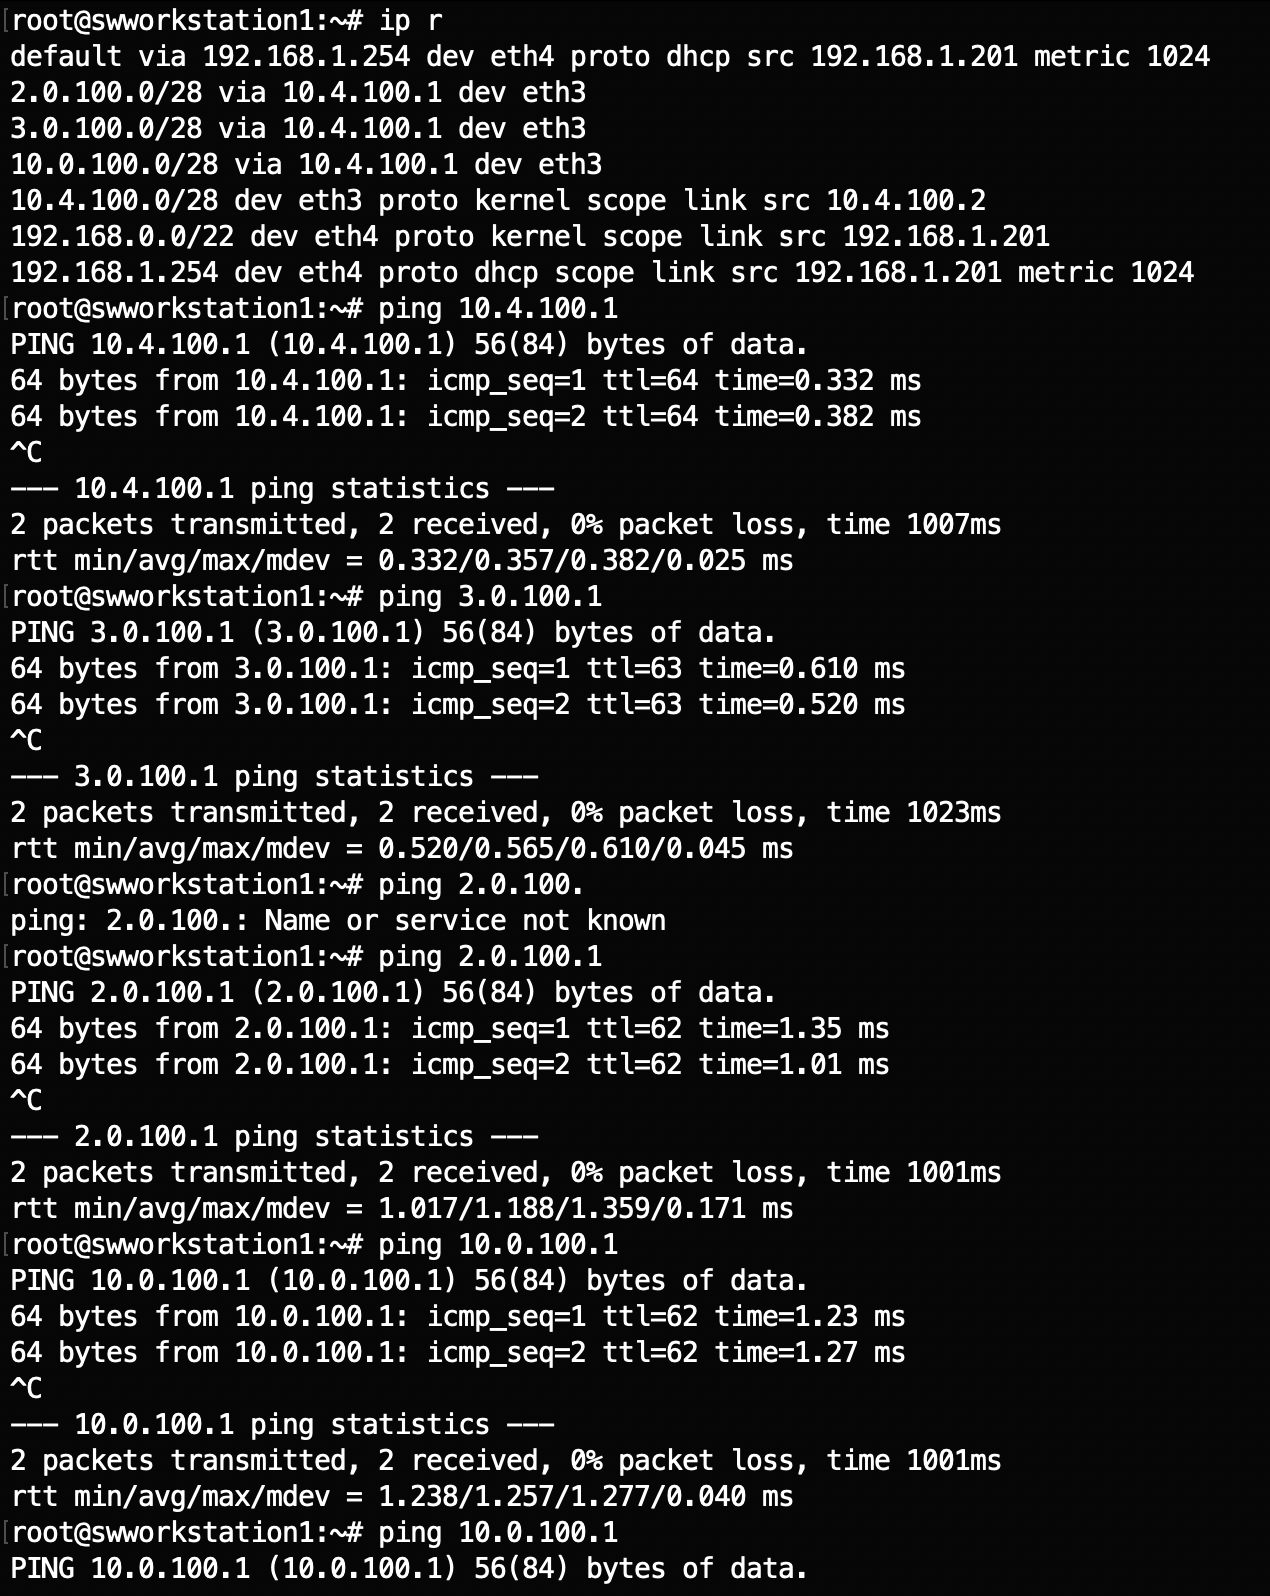 [root@swworkstation1:~# ip r
default via 192.168.1.254 dev eth4 proto dhcp src 192.168.1.201 metric 1024
2.0.100.0/28 via 10.4.100.1 dev eth3
3.0.100.0/28 via 10.4.100.1 dev eth3
10.0.100.0/28 via 10.4.100.1 dev eth3
10.4.100.0/28 dev eth3 proto kernel scope link src 10.4.100.2
192.168.0.0/22 dev eth4 proto kernel scope link src 192.168.1.201
192.168.1.254 dev eth4 proto dhcp scope link src 192.168.1.201 metric 1024
[root@swworkstation1:~# ping 10.4.100.1
PING 10.4.100.1 (10.4.100.1) 56(84) bytes of data.
64 bytes from 10.4.100.1: icmp_seq=1 ttl=64 time=0.332 ms
64 bytes from 10.4.100.1: icmp_seq=2 ttl=64 time=0.382 ms
^C
--- 10.4.100.1 ping statistics ---
2 packets transmitted, 2 received, 0% packet loss, time 1007ms
rtt min/avg/max/mdev = 0.332/0.357/0.382/0.025 ms
[root@swworkstation1:~# ping 3.0.100.1
PING 3.0.100.1 (3.0.100.1) 56(84) bytes of data.
64 bytes from 3.0.100.1: icmp_seq=1 ttl=63 time=0.610 ms
64 bytes from 3.0.100.1: icmp_seq=2 ttl=63 time=0.520 ms
^C
--- 3.0.100.1 ping statistics ---
2 packets transmitted, 2 received, 0% packet loss, time 1023ms
rtt min/avg/max/mdev = 0.520/0.565/0.610/0.045 ms
[root@swworkstation1:~# ping 2.0.100.
ping: 2.0.100.: Name or service not known
[root@swworkstation1:~# ping 2.0.100.1
PING 2.0.100.1 (2.0.100.1) 56(84) bytes of data.
64 bytes from 2.0.100.1: icmp_seq=1 ttl=62 time=1.35 ms
64 bytes from 2.0.100.1: icmp_seq=2 ttl=62 time=1.01 ms
^C
--- 2.0.100.1 ping statistics ---
2 packets transmitted, 2 received, 0% packet loss, time 1001ms
rtt min/avg/max/mdev = 1.017/1.188/1.359/0.171 ms
[root@swworkstation1:~# ping 10.0.100.1
PING 10.0.100.1 (10.0.100.1) 56(84) bytes of data.
64 bytes from 10.0.100.1: icmp_seq=1 ttl=62 time=1.23 ms
64 bytes from 10.0.100.1: icmp_seq=2 ttl=62 time=1.27 ms
^C
--- 10.0.100.1 ping statistics ---
2 packets transmitted, 2 received, 0% packet loss, time 1001ms
rtt min/avg/max/mdev = 1.238/1.257/1.277/0.040 ms
[root@swworkstation1:~# ping 10.0.100.1
PING 10.0.100.1 (10.0.100.1) 56(84) bytes of data.